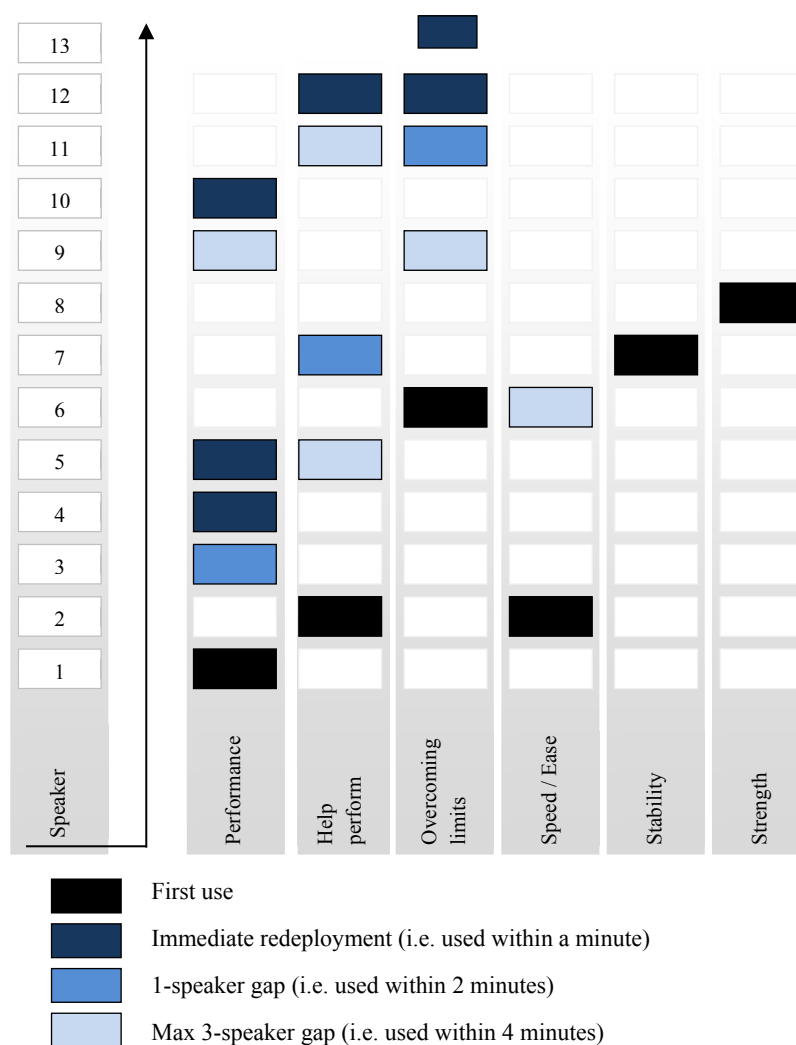 13
12
11
10
9
8
7
6
5
4
3
2
1
Speaker
Performance
Help
perform
Overcoming
limits
Speed / Ease
Stability
Strength
First use
Immediate redeployment (i.e. used within a minute)
1-speaker gap (i.e. used within 2 minutes)
Max 3-speaker gap (i.e. used within 4 minutes)